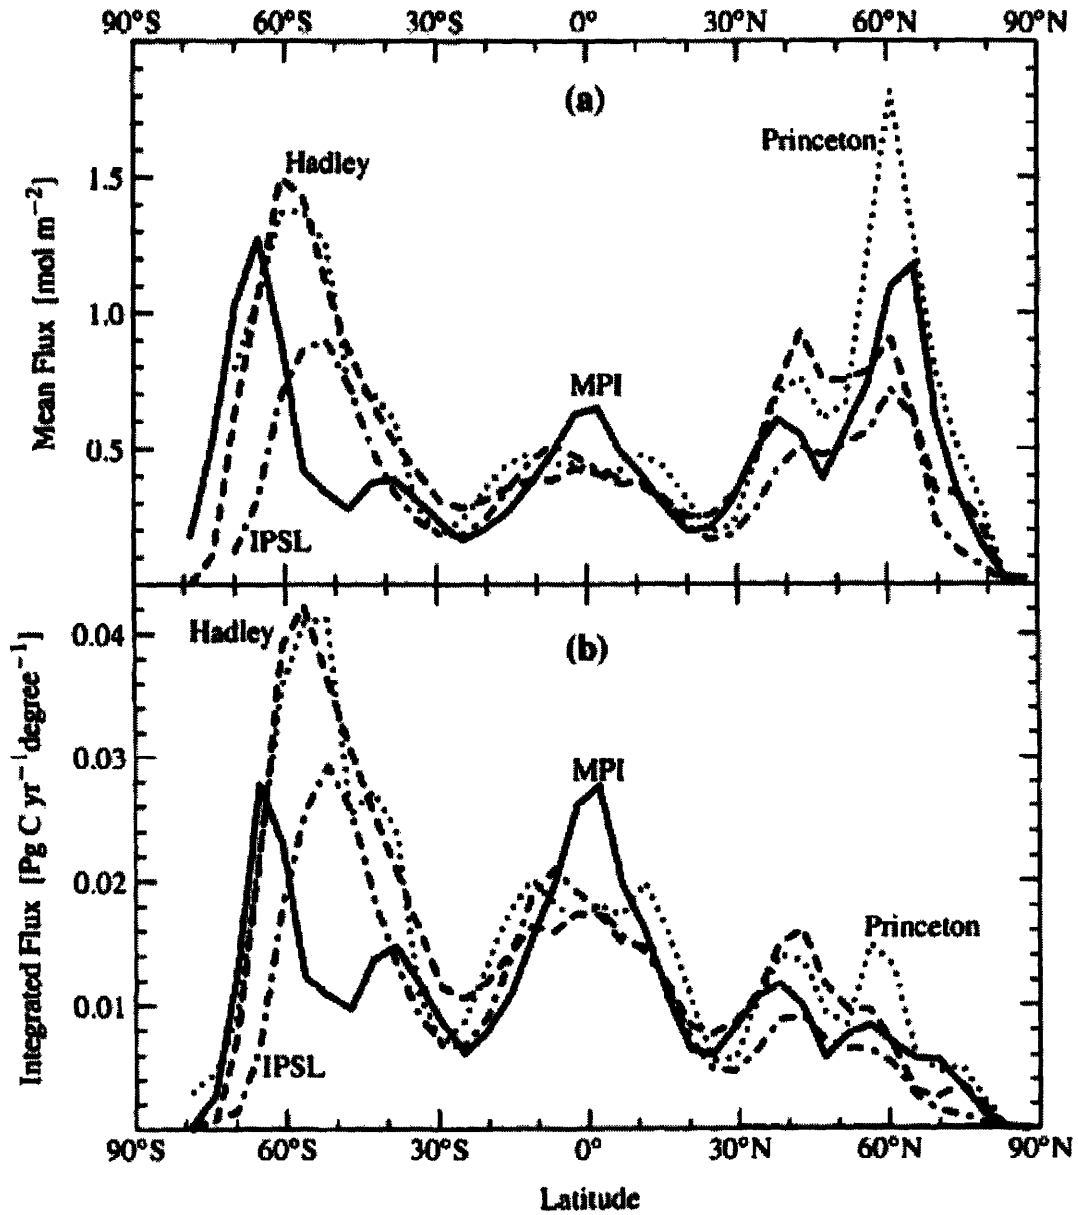 90°S 60°S 30°S 0° 30°N 60°N 90°N
(a)
Princeton
Hadley
1.5
1.0
MPI
0.5
IPSL
Mean Flux [mol m−2]
Hadley
(b)
0.04
0.03
MPI
0.02
Princeton
0.01
IPSL
Integrated Flux [Pg C yr−1degree−1]
90°S 60°S 30°S 0° 30°N 60°N 90°N
Latitude